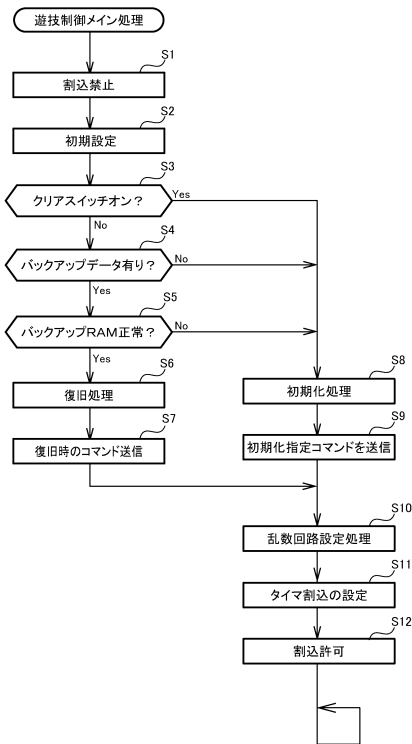 遊技制御メイン処理
S1
割込禁止
S2
初期設定
S3
クリアスイッチオン？
Yes
No
S4
バックアップデータ有り？
No
Yes
S5
バックアップRAM正常？
No
Yes
S6
復旧処理
S7
復旧時のコマンド送信
S8
初期化処理
S9
初期化指定コマンドを送信
S10
乱数回路設定処理
S11
タイマ割込の設定
S12
割込許可